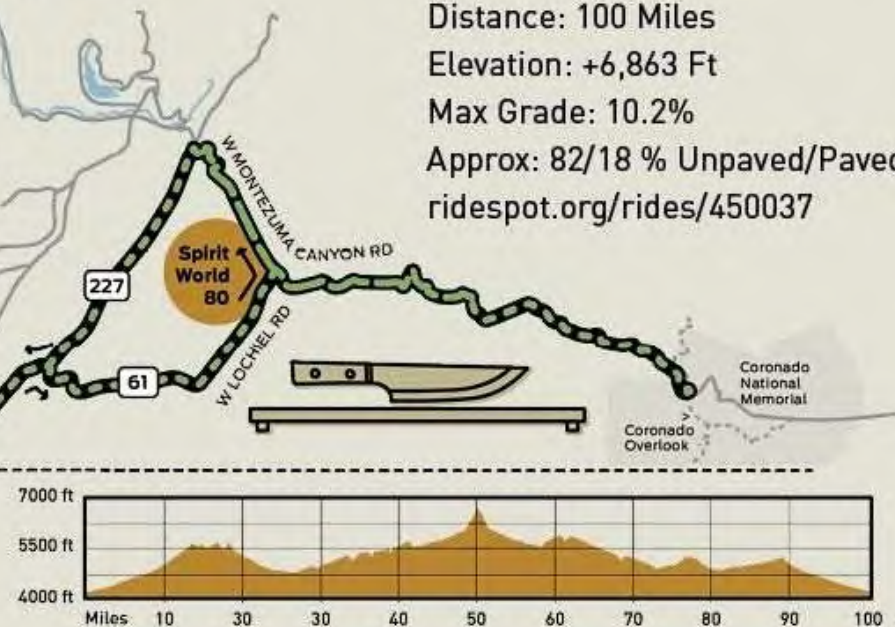 Distance: 100 Miles
Elevation: +6,863 Ft
Max Grade: 10.2%
Approx: 82/18 % Unpaved/Paved
ridespot.org/rides/450037
W MONTEZUMA CANYON RD
Spirit
World
80
227
W LOCHIEL RD
61
Coronado
National
Memorial
Coronado
Overlook
7000 ft
5500 ft
4000 ft
Miles 10 30 30 40 50 60 70 80 90 100